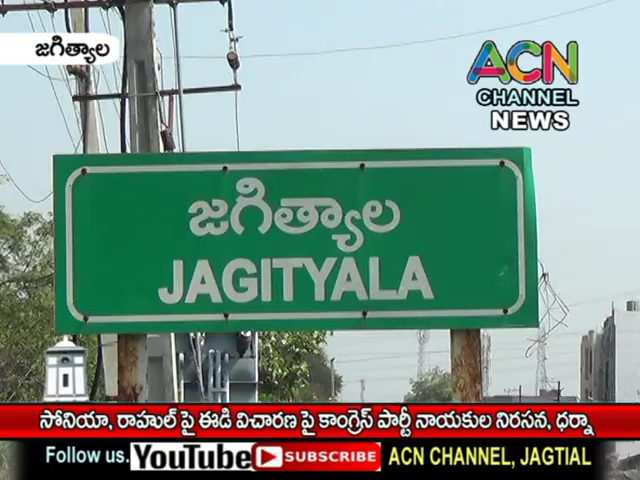 జగిత్యాల
ACN
CHANNEL
NEWS
జగిత్యాల
JAGITYALA
సోనియా, రాహుల్ పై ఈడి విచారణ పై కాంగ్రెస్ పార్టీ నాయకుల నిరసన, ధర్నా
Follow us. YouTube SUBSCRIBE ACN CHANNEL, JAGTIAL